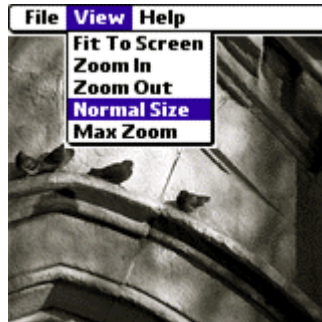 File View Help
Fit To Screen
Zoom In
Zoom Out
Normal Size
Max Zoom